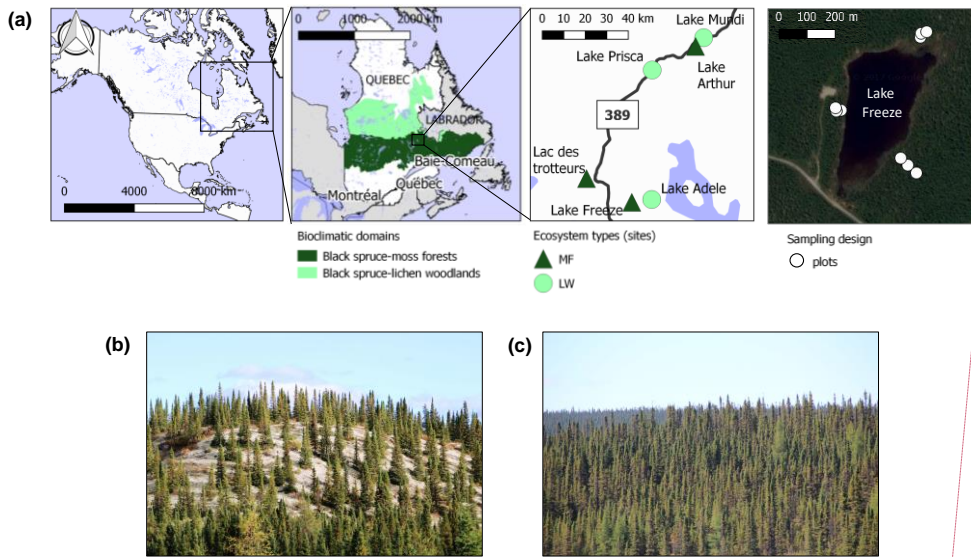 (a)
0 4000 8000 km
0 1000 2000 km
QUEBEC
LABRADOR
Baie-Comeau
Québec
Montréal
Bioclimatic domains
Black spruce-moss forests
Black spruce-lichen woodlands
0 20 40 km
Lake Mundi
Lake Prisca
Lake
Arthur
389
Lac des
trotteurs
Lake Adele
Lake Freeze
Ecosystem types (sites)
MF
LW
0 100 200 m
Lake
Freeze
Sampling design
plots
(b)
(c)